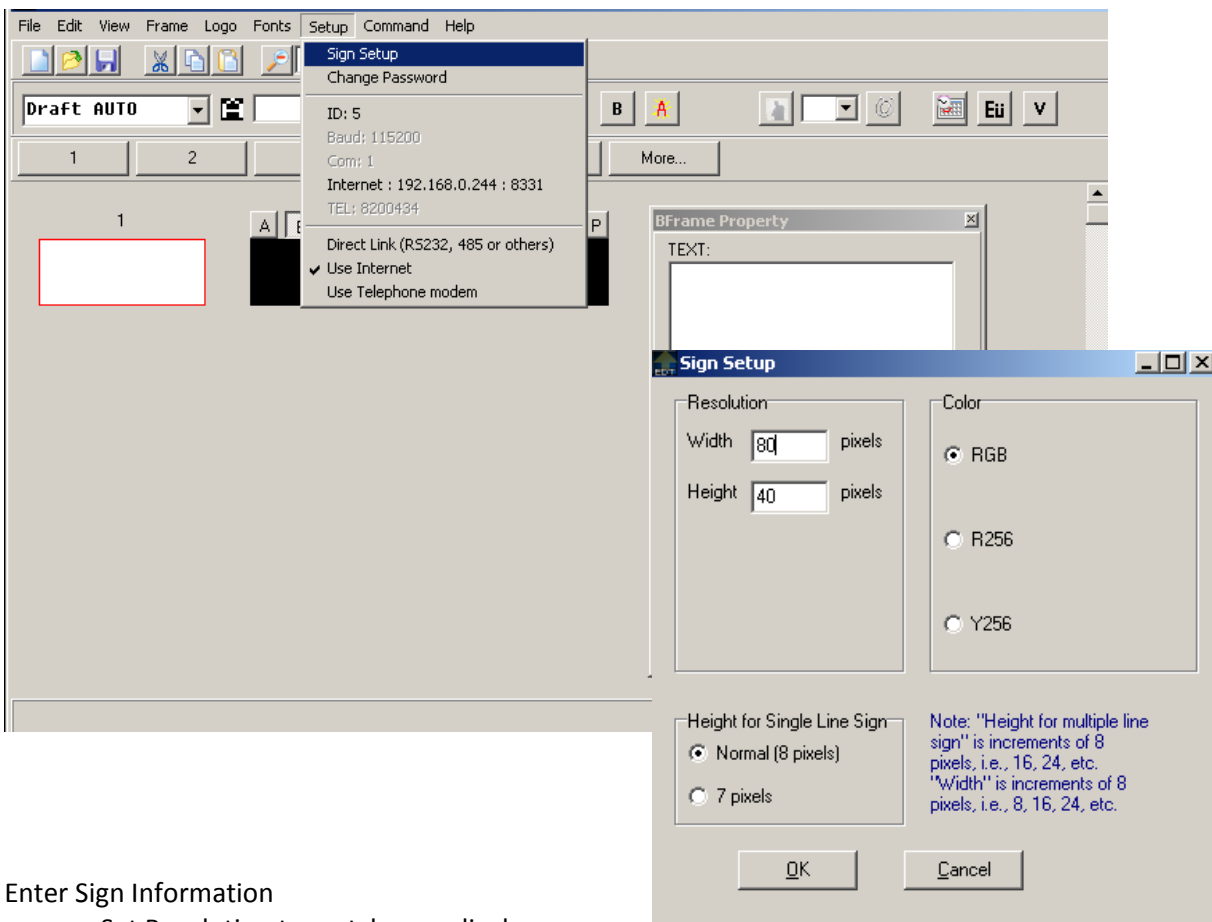 File Edit View Frame Logo Fonts Setup Command Help
Sign Setup
Change Password
Draft AUTO
B A Eü V
ID: 5
Baud: 115200
Com: 1
Internet : 192.168.0.244 : 8331
TEL: 8200434
Direct Link (RS232, 485 or others)
Use Internet
Use Telephone modem
1 2 More...
1
A P
BFrame Property
TEXT:
EDT Sign Setup
Resolution
Width 80 pixels
Height 40 pixels
Color
RGB
R256
Y256
Height for Single Line Sign
Normal (8 pixels)
7 pixels
Note: "Height for multiple line
sign" is increments of 8
pixels, i.e., 16, 24, etc.
"Width" is increments of 8
pixels, i.e., 8, 16, 24, etc.
OK Cancel
Enter Sign Information